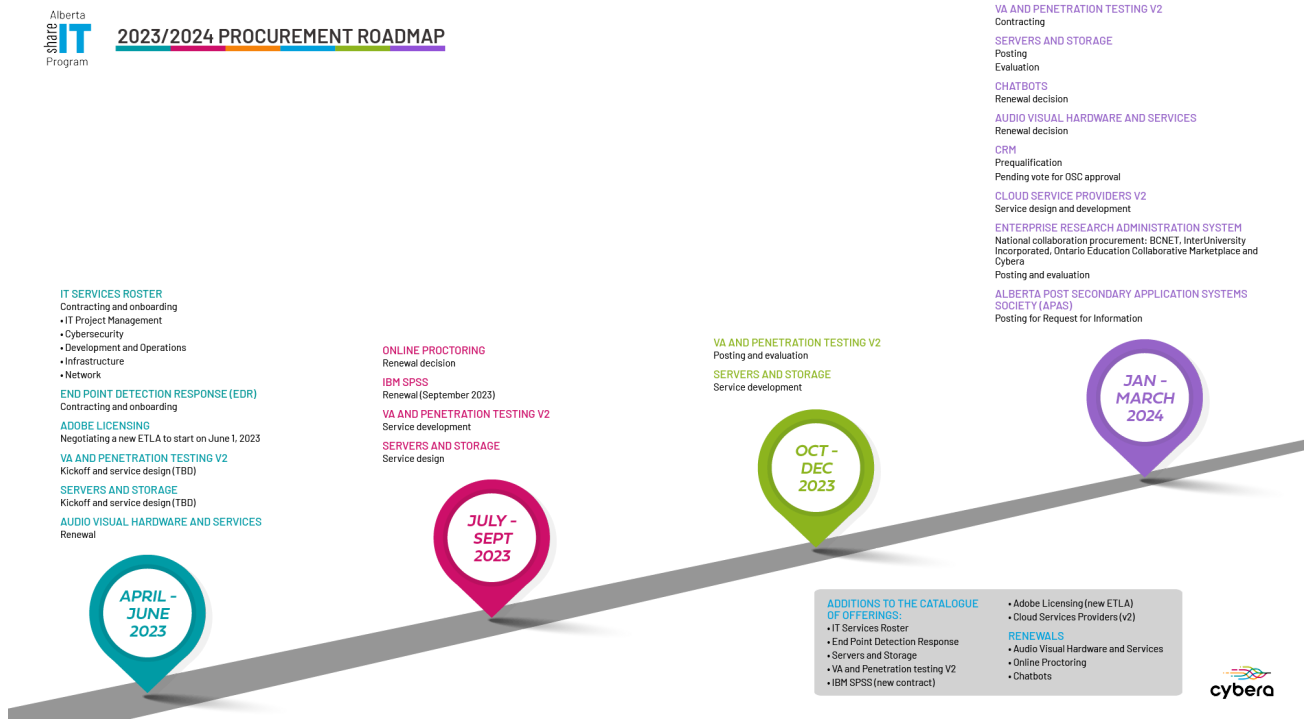 Alberta
share IT
Program
2023/2024 PROCUREMENT ROADMAP
IT SERVICES ROSTER
Contracting and onboarding
• IT Project Management
• Cybersecurity
• Development and Operations
• Infrastructure
• Network
END POINT DETECTION RESPONSE (EDR)
Contracting and onboarding
ADOBE LICENSING
Negotiating a new ETLA to start on June 1, 2023
VA AND PENETRATION TESTING V2
Kickoff and service design (TBD)
SERVERS AND STORAGE
Kickoff and service design (TBD)
AUDIO VISUAL HARDWARE AND SERVICES
Renewal
APRIL -
JUNE
2023
ONLINE PROCTORING
Renewal decision
IBM SPSS
Renewal (September 2023)
VA AND PENETRATION TESTING V2
Service development
SERVERS AND STORAGE
Service design
JULY -
SEPT
2023
VA AND PENETRATION TESTING V2
Posting and evaluation
SERVERS AND STORAGE
Service development
OCT -
DEC
2023
VA AND PENETRATION TESTING V2
Contracting
SERVERS AND STORAGE
Posting
Evaluation
CHATBOTS
Renewal decision
AUDIO VISUAL HARDWARE AND SERVICES
Renewal decision
CRM
Prequalification
Pending vote for OSC approval
CLOUD SERVICE PROVIDERS V2
Service design and development
ENTERPRISE RESEARCH ADMINISTRATION SYSTEM
National collaboration procurement: BCNET, InterUniversity
Incorporated, Ontario Education Collaborative Marketplace and
Cybera
Posting and evaluation
ALBERTA POST SECONDARY APPLICATION SYSTEMS
SOCIETY (APAS)
Posting for Request for Information
JAN -
MARCH
2024
ADDITIONS TO THE CATALOGUE
OF OFFERINGS:
• IT Services Roster
• End Point Detection Response
• Servers and Storage
• VA and Penetration testing V2
• IBM SPSS (new contract)
• Adobe Licensing (new ETLA)
• Cloud Services Providers (v2)
RENEWALS
• Audio Visual Hardware and Services
• Online Proctoring
• Chatbots
cybera